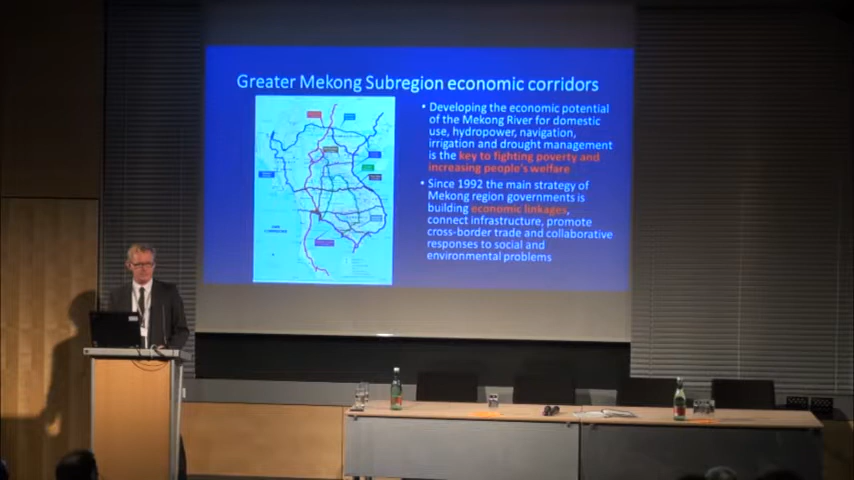 Greater Mekong Subregion economic corridors
• Developing the economic potential
of the Mekong River for domestic
use, hydropower, navigation,
irrigation and drought management
is the key to fighting poverty and
increasing people's welfare
• Since 1992 the main strategy of
Mekong region governments is
building economic linkages,
connect infrastructure, promote
cross-border trade and collaborative
responses to social and
environmental problems